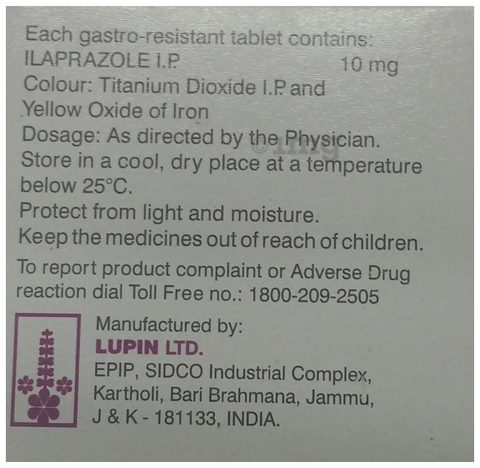 Each gastro-resistant tablet contains:
ILAPRAZOLE I.P. 10 mg
Colour: Titanium Dioxide I.P. and
Yellow Oxide of Iron
Dosage: As directed by the Physician.
Store in a cool, dry place at a temperature
below 25°C.
Protect from light and moisture.
Keep the medicines out of reach of children.
To report product complaint or Adverse Drug
reaction dial Toll Free no.: 1800-209-2505
Manufactured by:
LUPIN LTD.
EPIP, SIDCO Industrial Complex,
Kartholi, Bari Brahmana, Jammu,
J & K - 181133, INDIA.